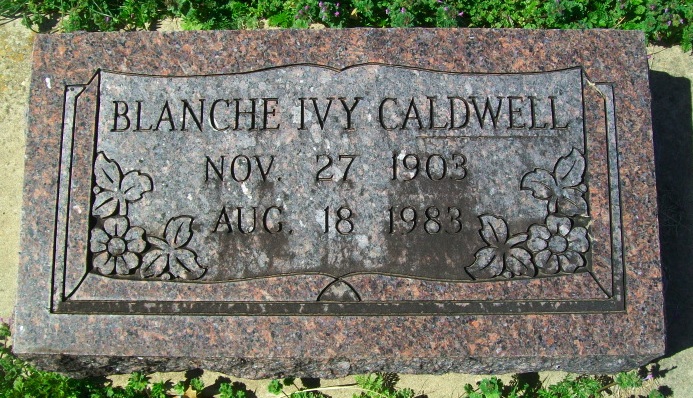 BLANCHE IVY CALDWELL
NOV. 27 1903
AUG. 18 1983